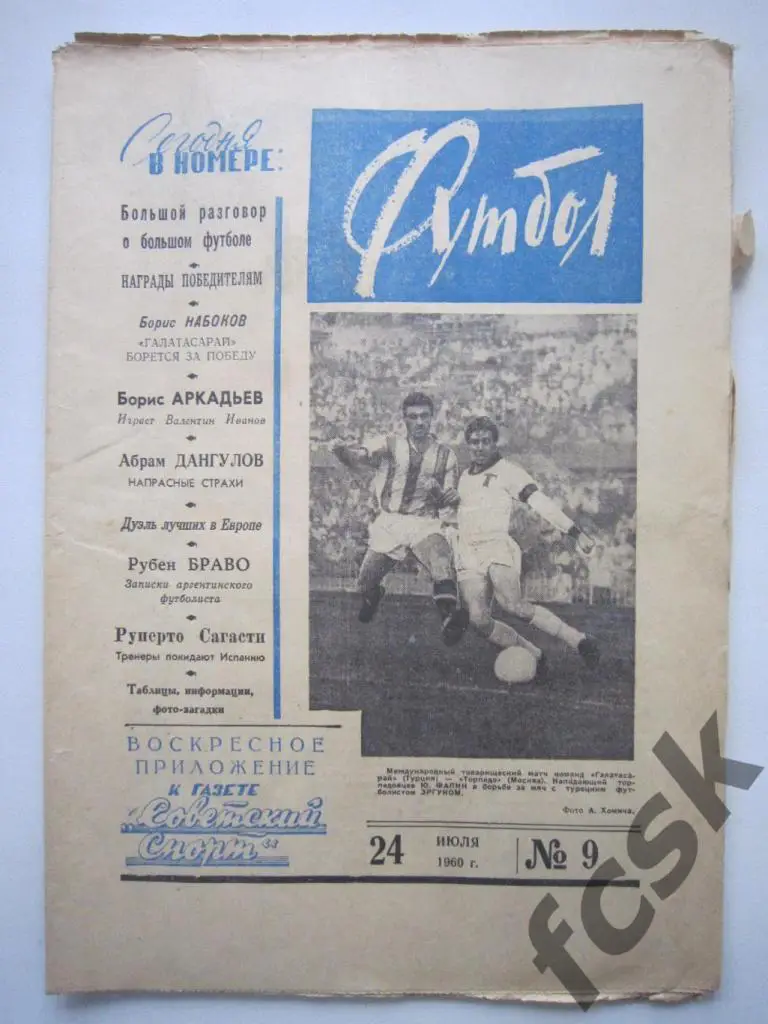 Сегодня
В НОМЕРЕ:
Большой разговор
о большом футболе
НАГРАДЫ ПОБЕДИТЕЛЯМ
Борис НАБОКОВ
«ГАЛАТАСАРАЙ»
БОРЕТСЯ ЗА ПОБЕДУ
Борис АРКАДЬЕВ
Играет Валентин Иванов
Абрам ДАНГУЛОВ
НАПРАСНЫЕ СТРАХИ
Дуэль лучших в Европе
Рубен БРАВО
Записки аргентинского
футболиста
Руперто Сагасти
Тренеры покидают Испанию
Таблицы, информации,
фото-загадки
ВОСКРЕСНОЕ
ПРИЛОЖЕНИЕ
К ГАЗЕТЕ
„Советский
Спорт“
Футбол
Т
Международный товарищеский матч команд «Галатаса-
рай» (Турция) — «Торпедо» (Москва). Нападающий тор-
педовцев Ю. ФАЛИН в борьбе за мяч с турецким фут-
болистом ЭРГУНОМ.
Фото А. Хомича.
24 ИЮЛЯ 1960 г. № 9
fcsk